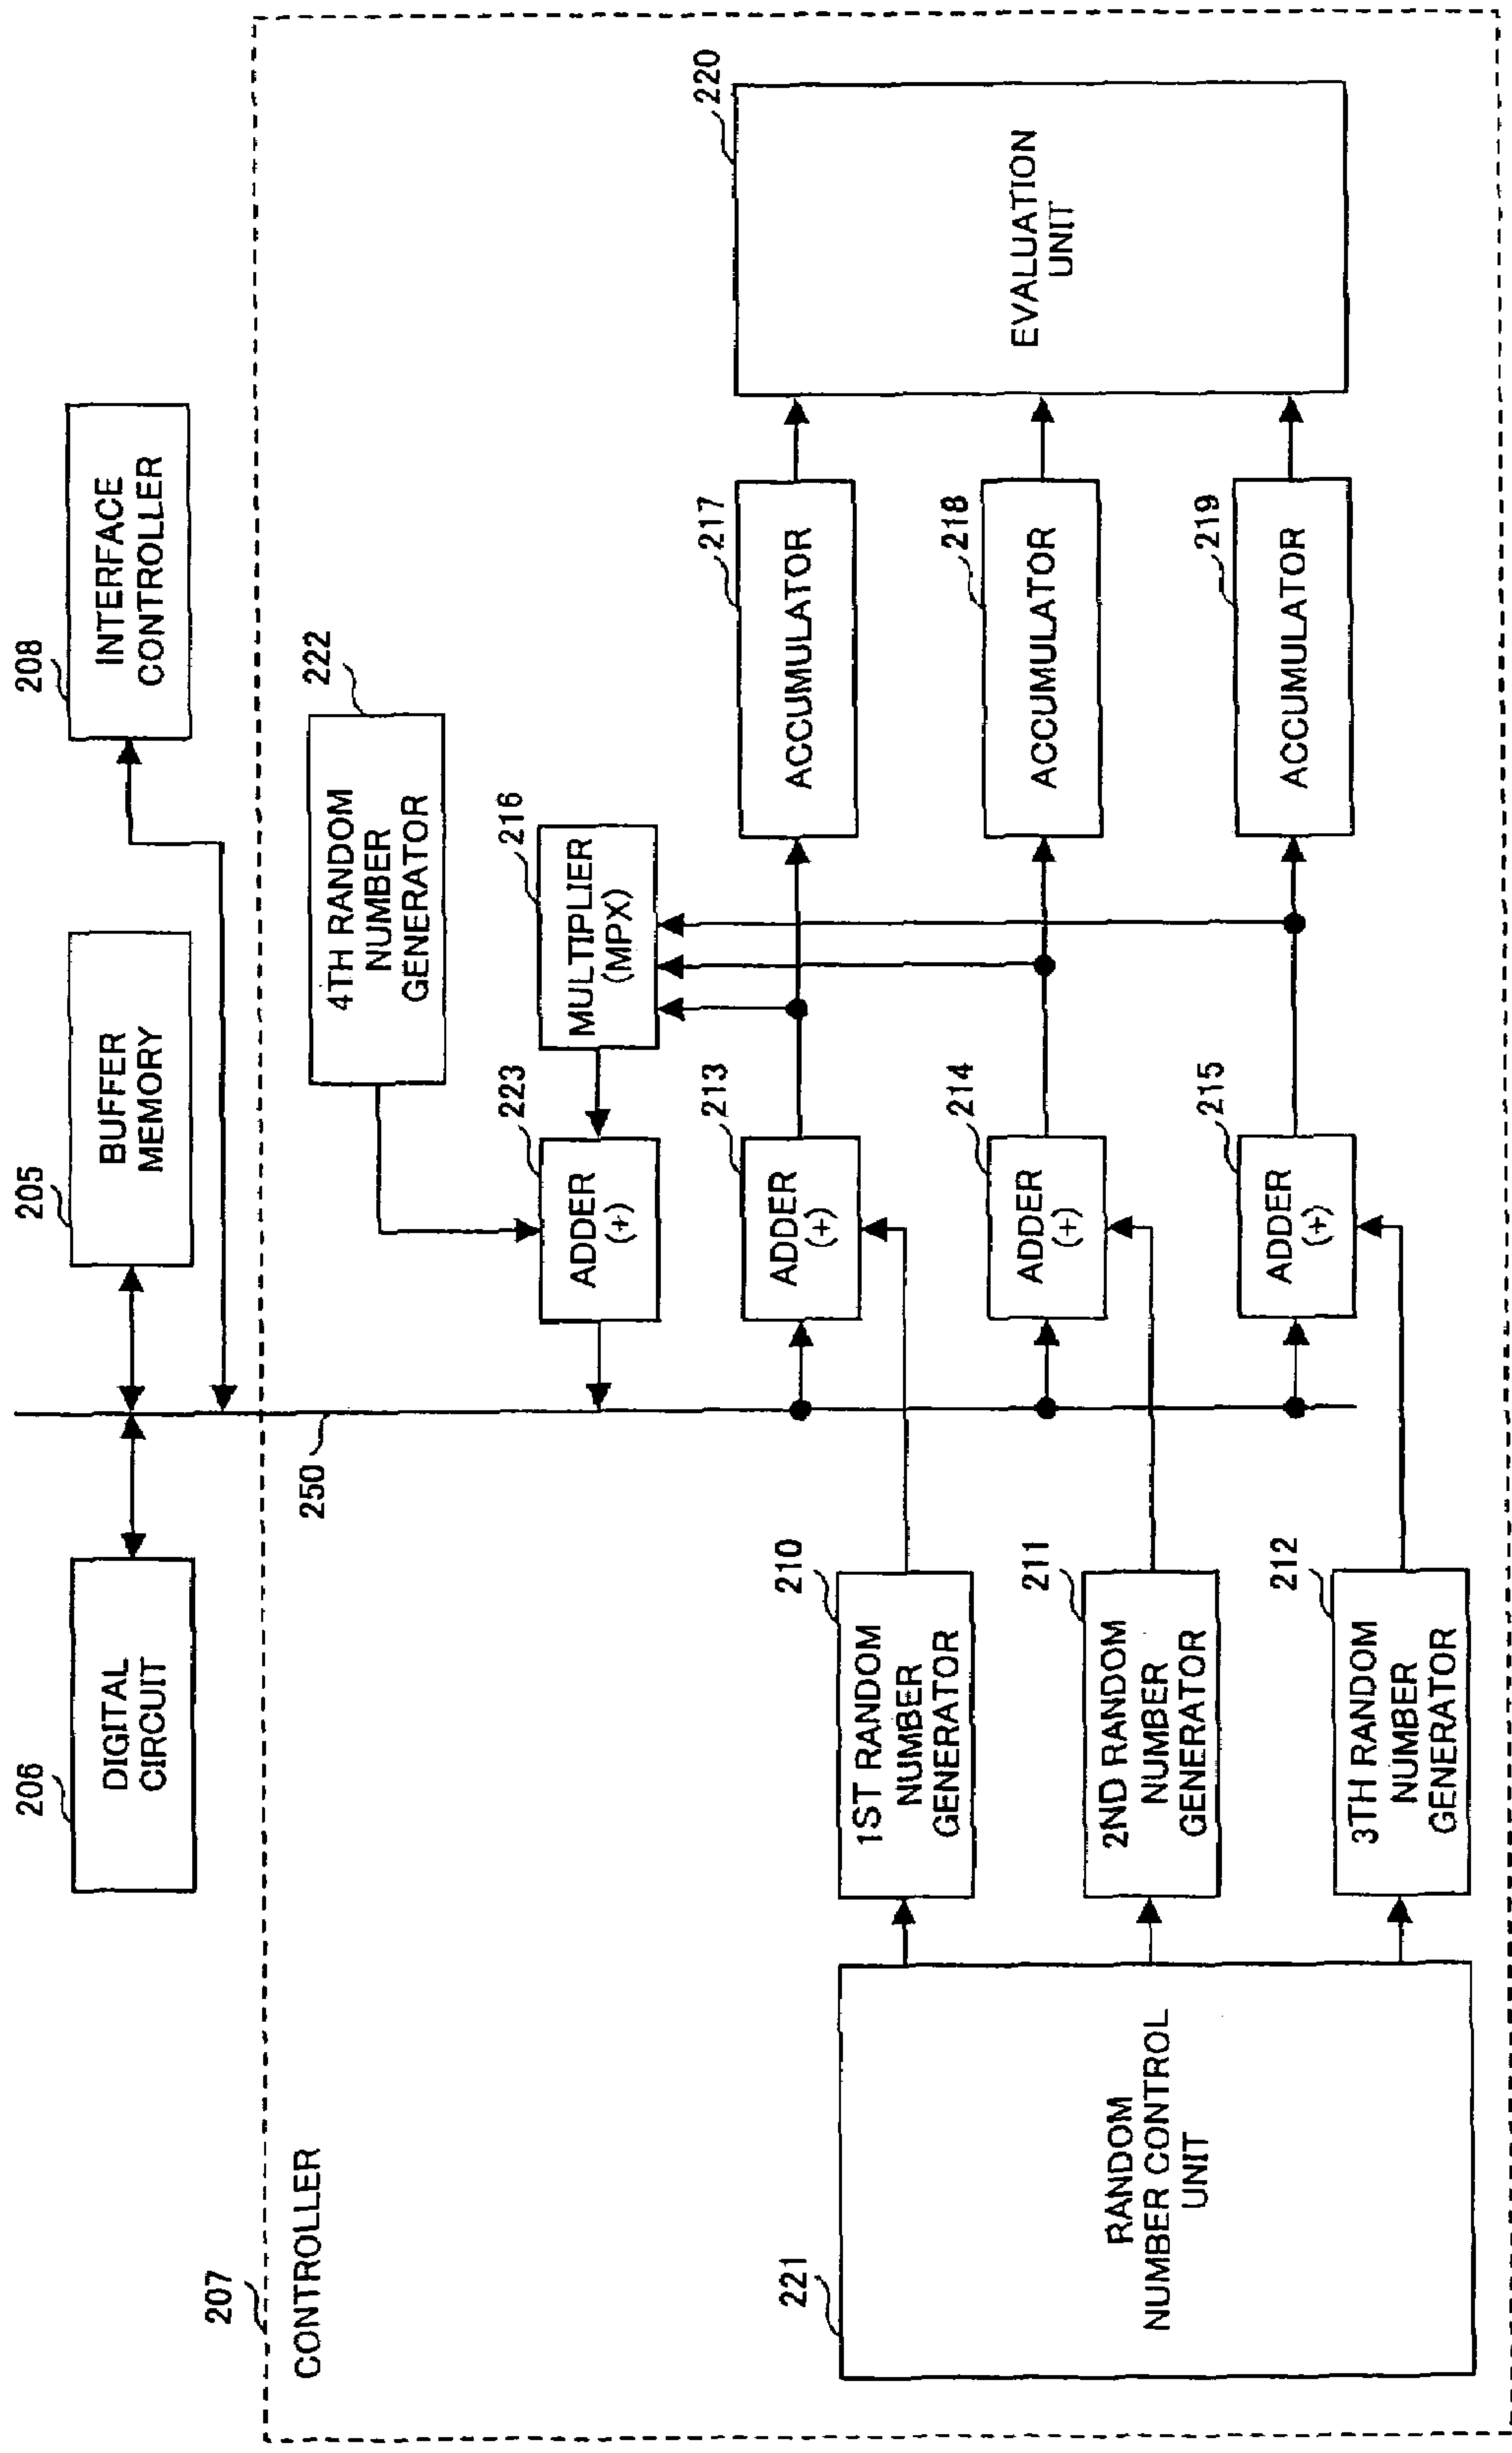 206
DIGITAL
CIRCUIT
205
BUFFER
MEMORY
208
INTERFACE
CONTROLLER
207
CONTROLLER
250
222
4TH RANDOM
NUMBER
GENERATOR
223
ADDER
(+)
216
MULTIPLIER
(MPX)
221
RANDOM
NUMBER CONTROL
UNIT
210
1ST RANDOM
NUMBER
GENERATOR
213
ADDER
(+)
217
ACCUMULATOR
220
EVALUATION
UNIT
211
2ND RANDOM
NUMBER
GENERATOR
214
ADDER
(+)
218
ACCUMULATOR
212
3TH RANDOM
NUMBER
GENERATOR
215
ADDER
(+)
219
ACCUMULATOR